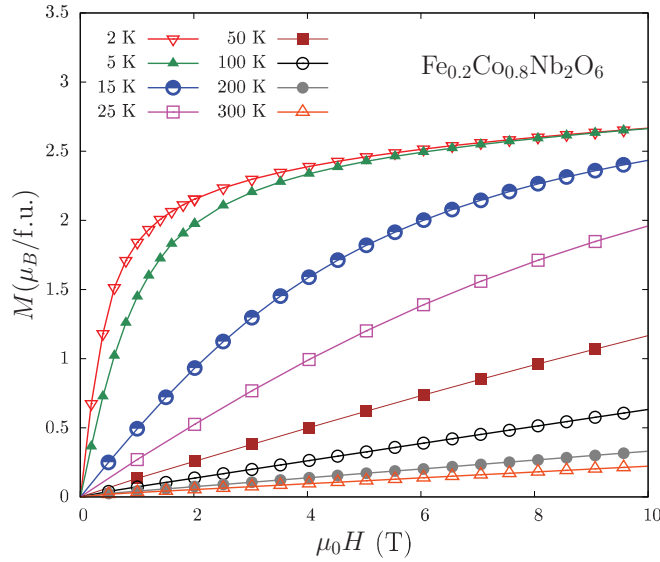 3.5
3
2.5
2
1.5
1
0.5
0
0 2 4 6 8 10
M(μ_B/f.u.)
μ₀H (T)
2 K
5 K
15 K
25 K
50 K
100 K
200 K
300 K
Fe₀.₂Co₀.₈Nb₂O₆